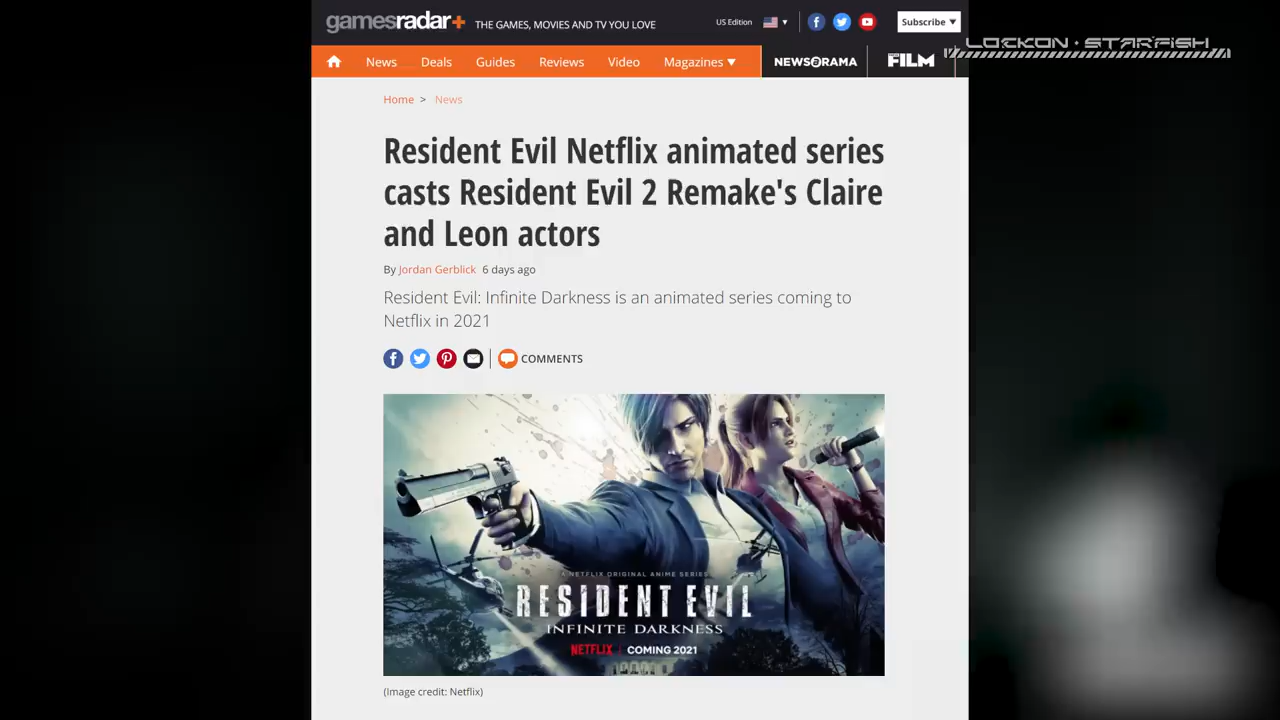 gamesradar+ THE GAMES, MOVIES AND TV YOU LOVE
US Edition
Subscribe
LOCKON · STARFISH
News Deals Guides Reviews Video Magazines NEWSARAMA FILM
Home > News
Resident Evil Netflix animated series
casts Resident Evil 2 Remake's Claire
and Leon actors
By Jordan Gerblick 6 days ago
Resident Evil: Infinite Darkness is an animated series coming to
Netflix in 2021
COMMENTS
A NETFLIX ORIGINAL ANIME SERIES
RESIDENT EVIL
INFINITE DARKNESS
NETFLIX | COMING 2021
(Image credit: Netflix)